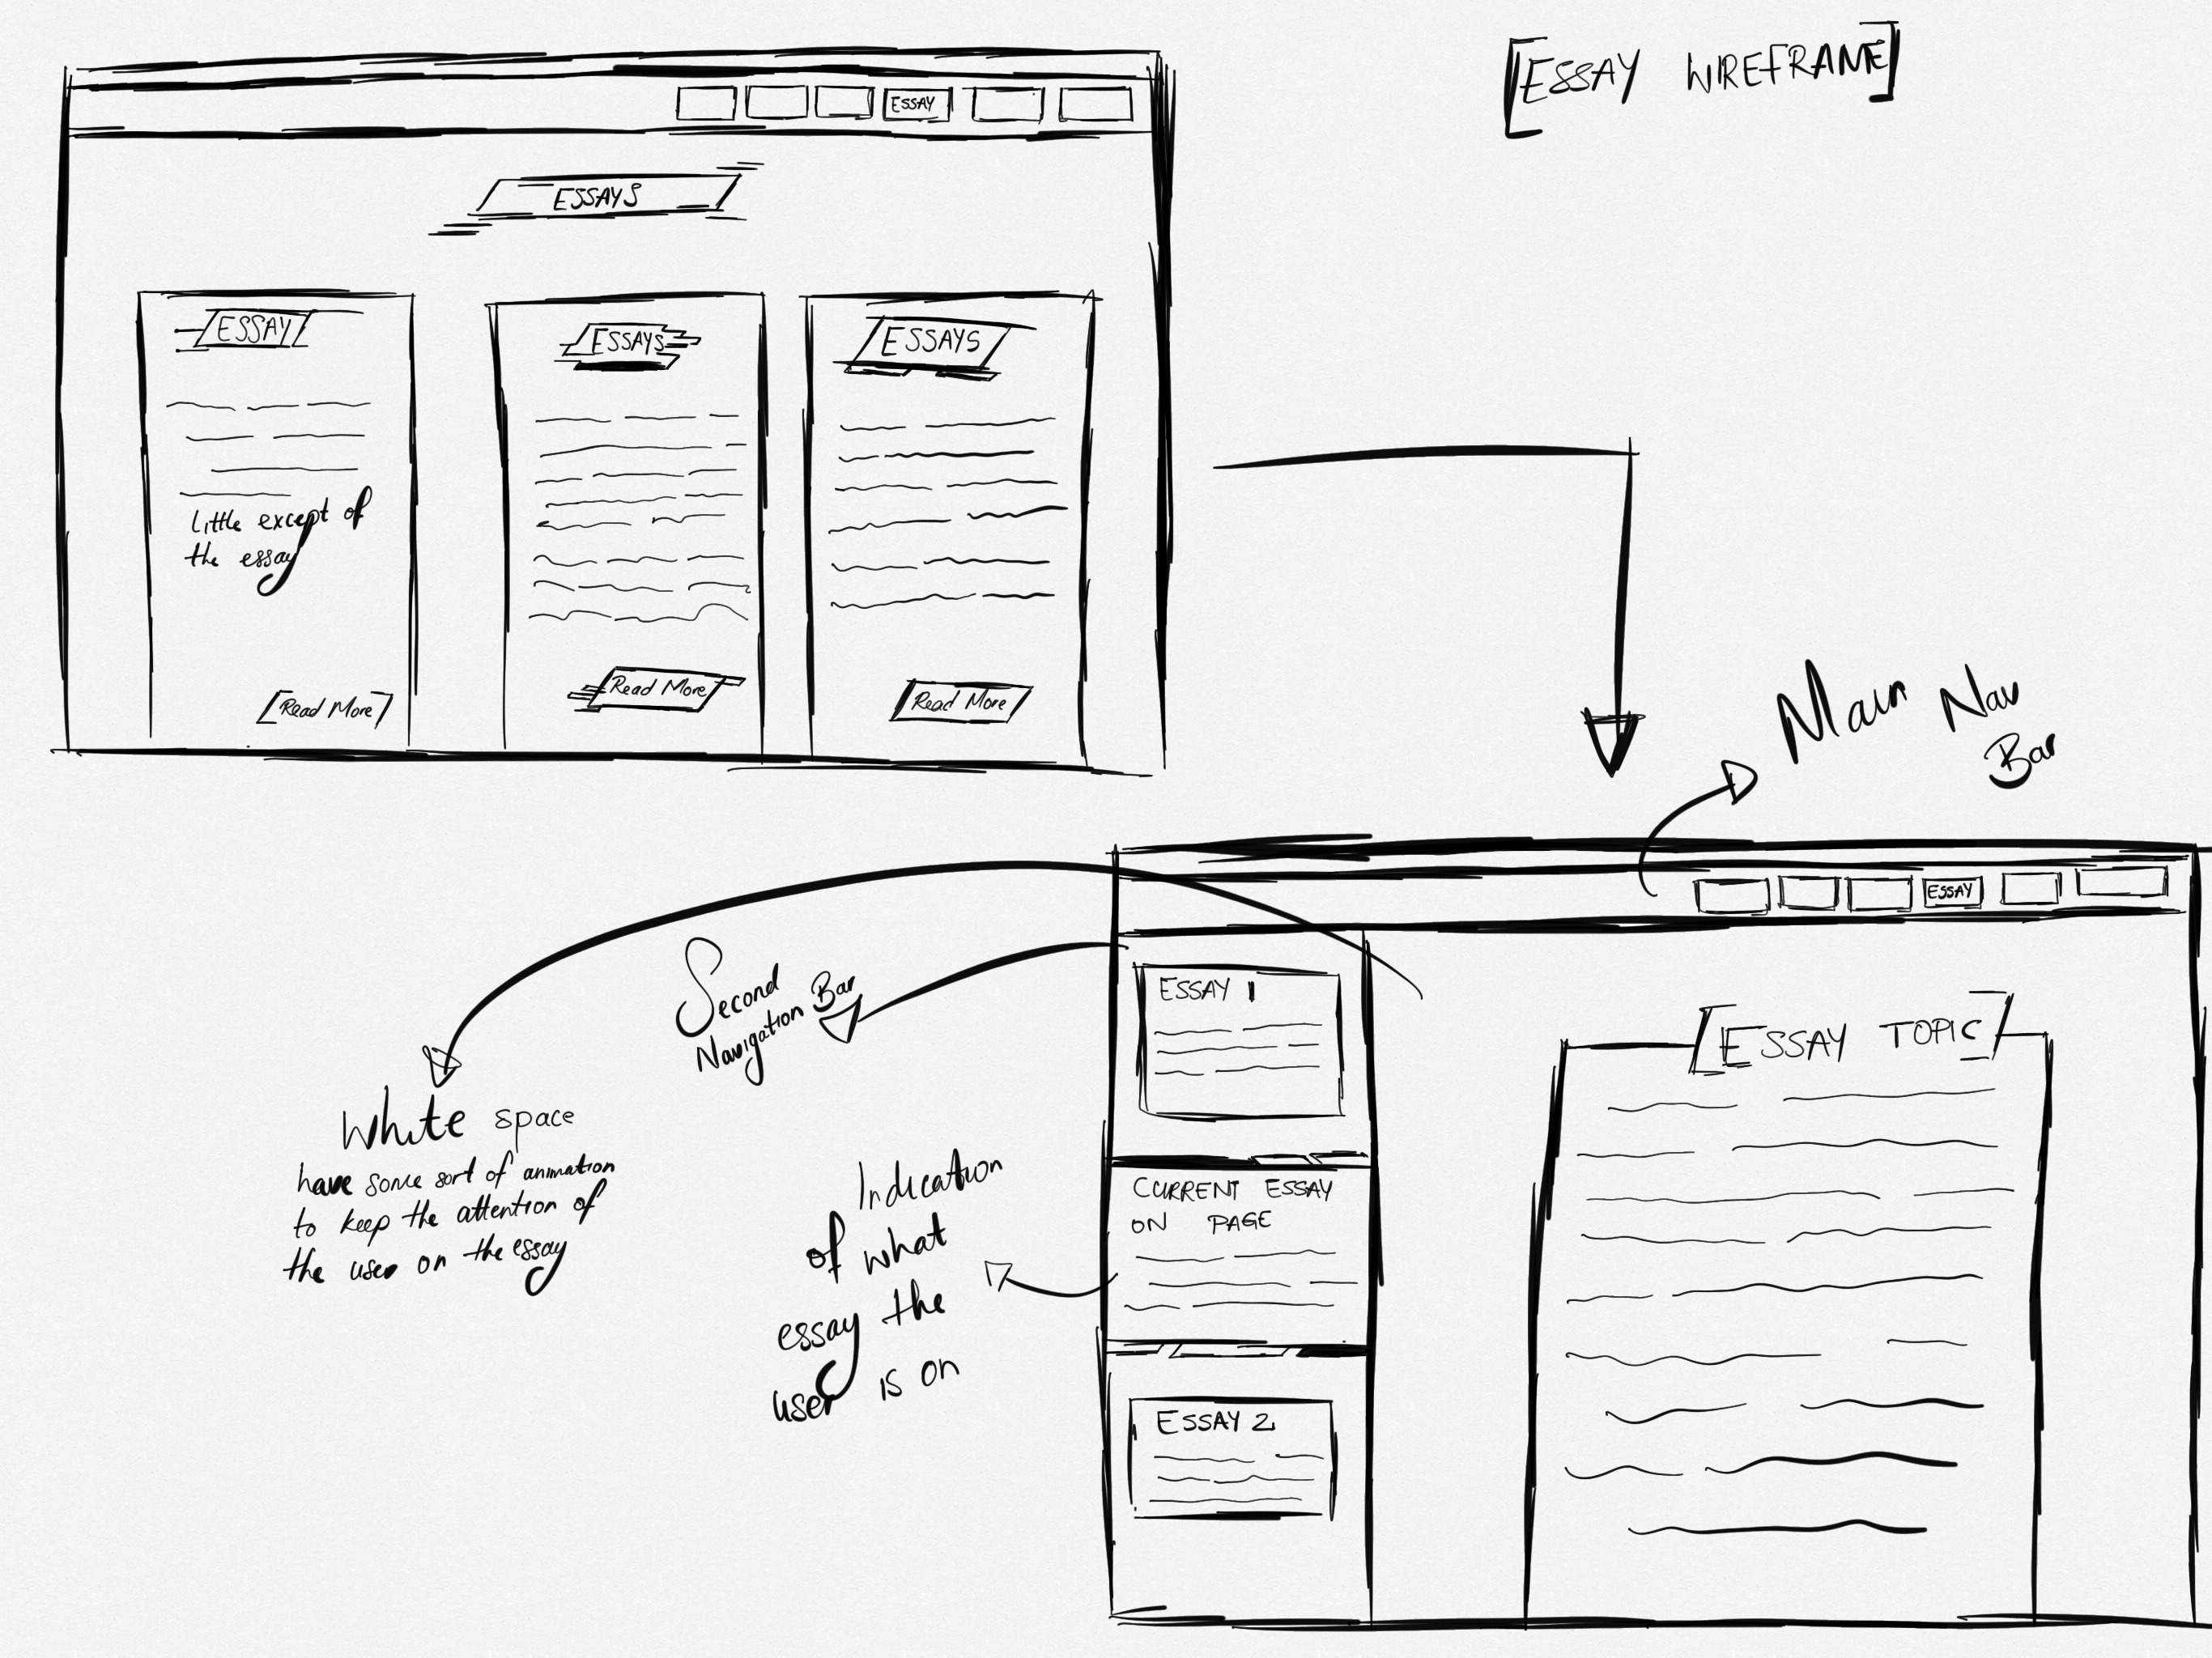 [ESSAY WIREFRAME]
ESSAY
ESSAYS
ESSAY
Little except of
the essay
[Read More]
ESSAYS
Read More
ESSAYS
Read More
Main Nav
Bar
ESSAY
Second
Navigation Bar
White space
have some sort of animation
to keep the attention of
the user on the essay
Indication
of what
essay the
user is on
ESSAY 1
CURRENT ESSAY
ON PAGE
ESSAY 2
[ESSAY TOPIC]